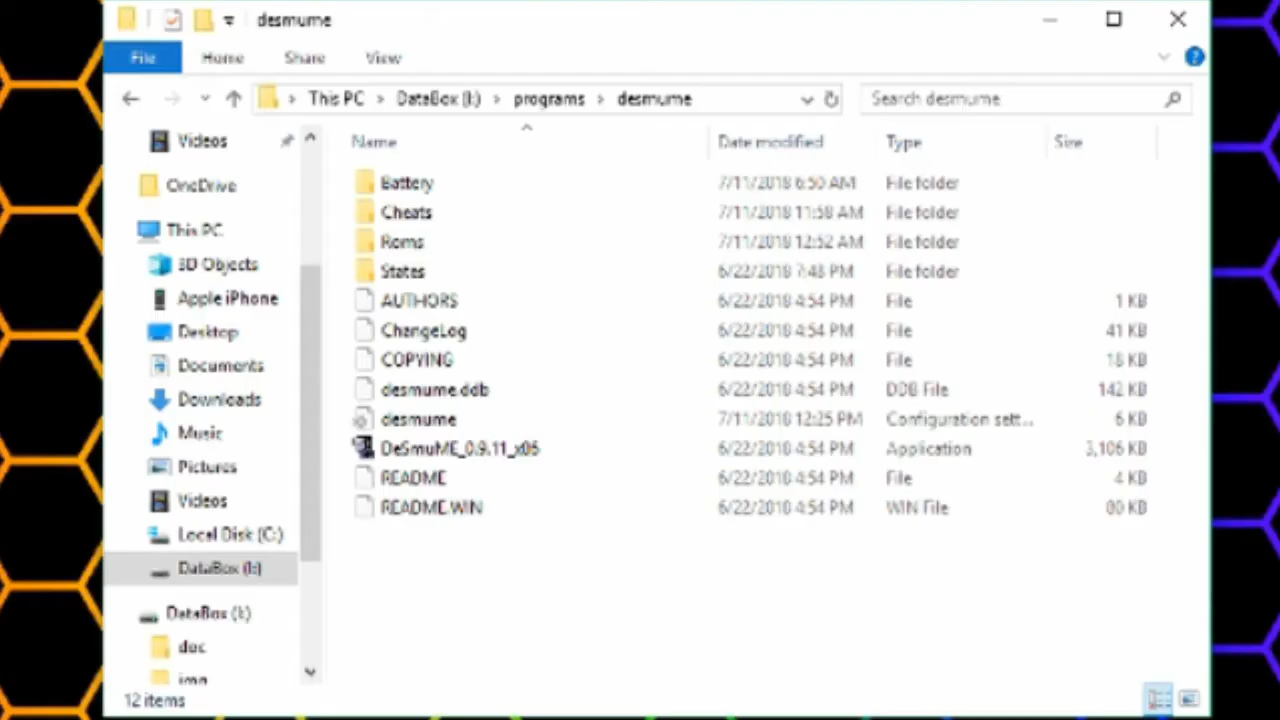 desmume
File Home Share View
This PC > DataBox (I:) > programs > desmume
Search desmume
Name Date modified Type Size
Videos
OneDrive
This PC
3D Objects
Apple iPhone
Desktop
Documents
Downloads
Music
Pictures
Videos
Local Disk (C:)
DataBox (I:)
DataBox (I:)
doc
img
Battery 7/11/2018 6:50 AM File folder
Cheats 7/11/2018 11:58 AM File folder
Roms 7/11/2018 12:52 AM File folder
States 6/22/2018 7:48 PM File folder
AUTHORS 6/22/2018 4:54 PM File 1 KB
ChangeLog 6/22/2018 4:54 PM File 41 KB
COPYING 6/22/2018 4:54 PM File 18 KB
desmume.ddb 6/22/2018 4:54 PM DDB File 142 KB
desmume 7/11/2018 12:25 PM Configuration sett... 6 KB
DeSmuME_0.9.11_x86 6/22/2018 4:54 PM Application 3,106 KB
README 6/22/2018 4:54 PM File 4 KB
README.WIN 6/22/2018 4:54 PM WIN File KB
12 items